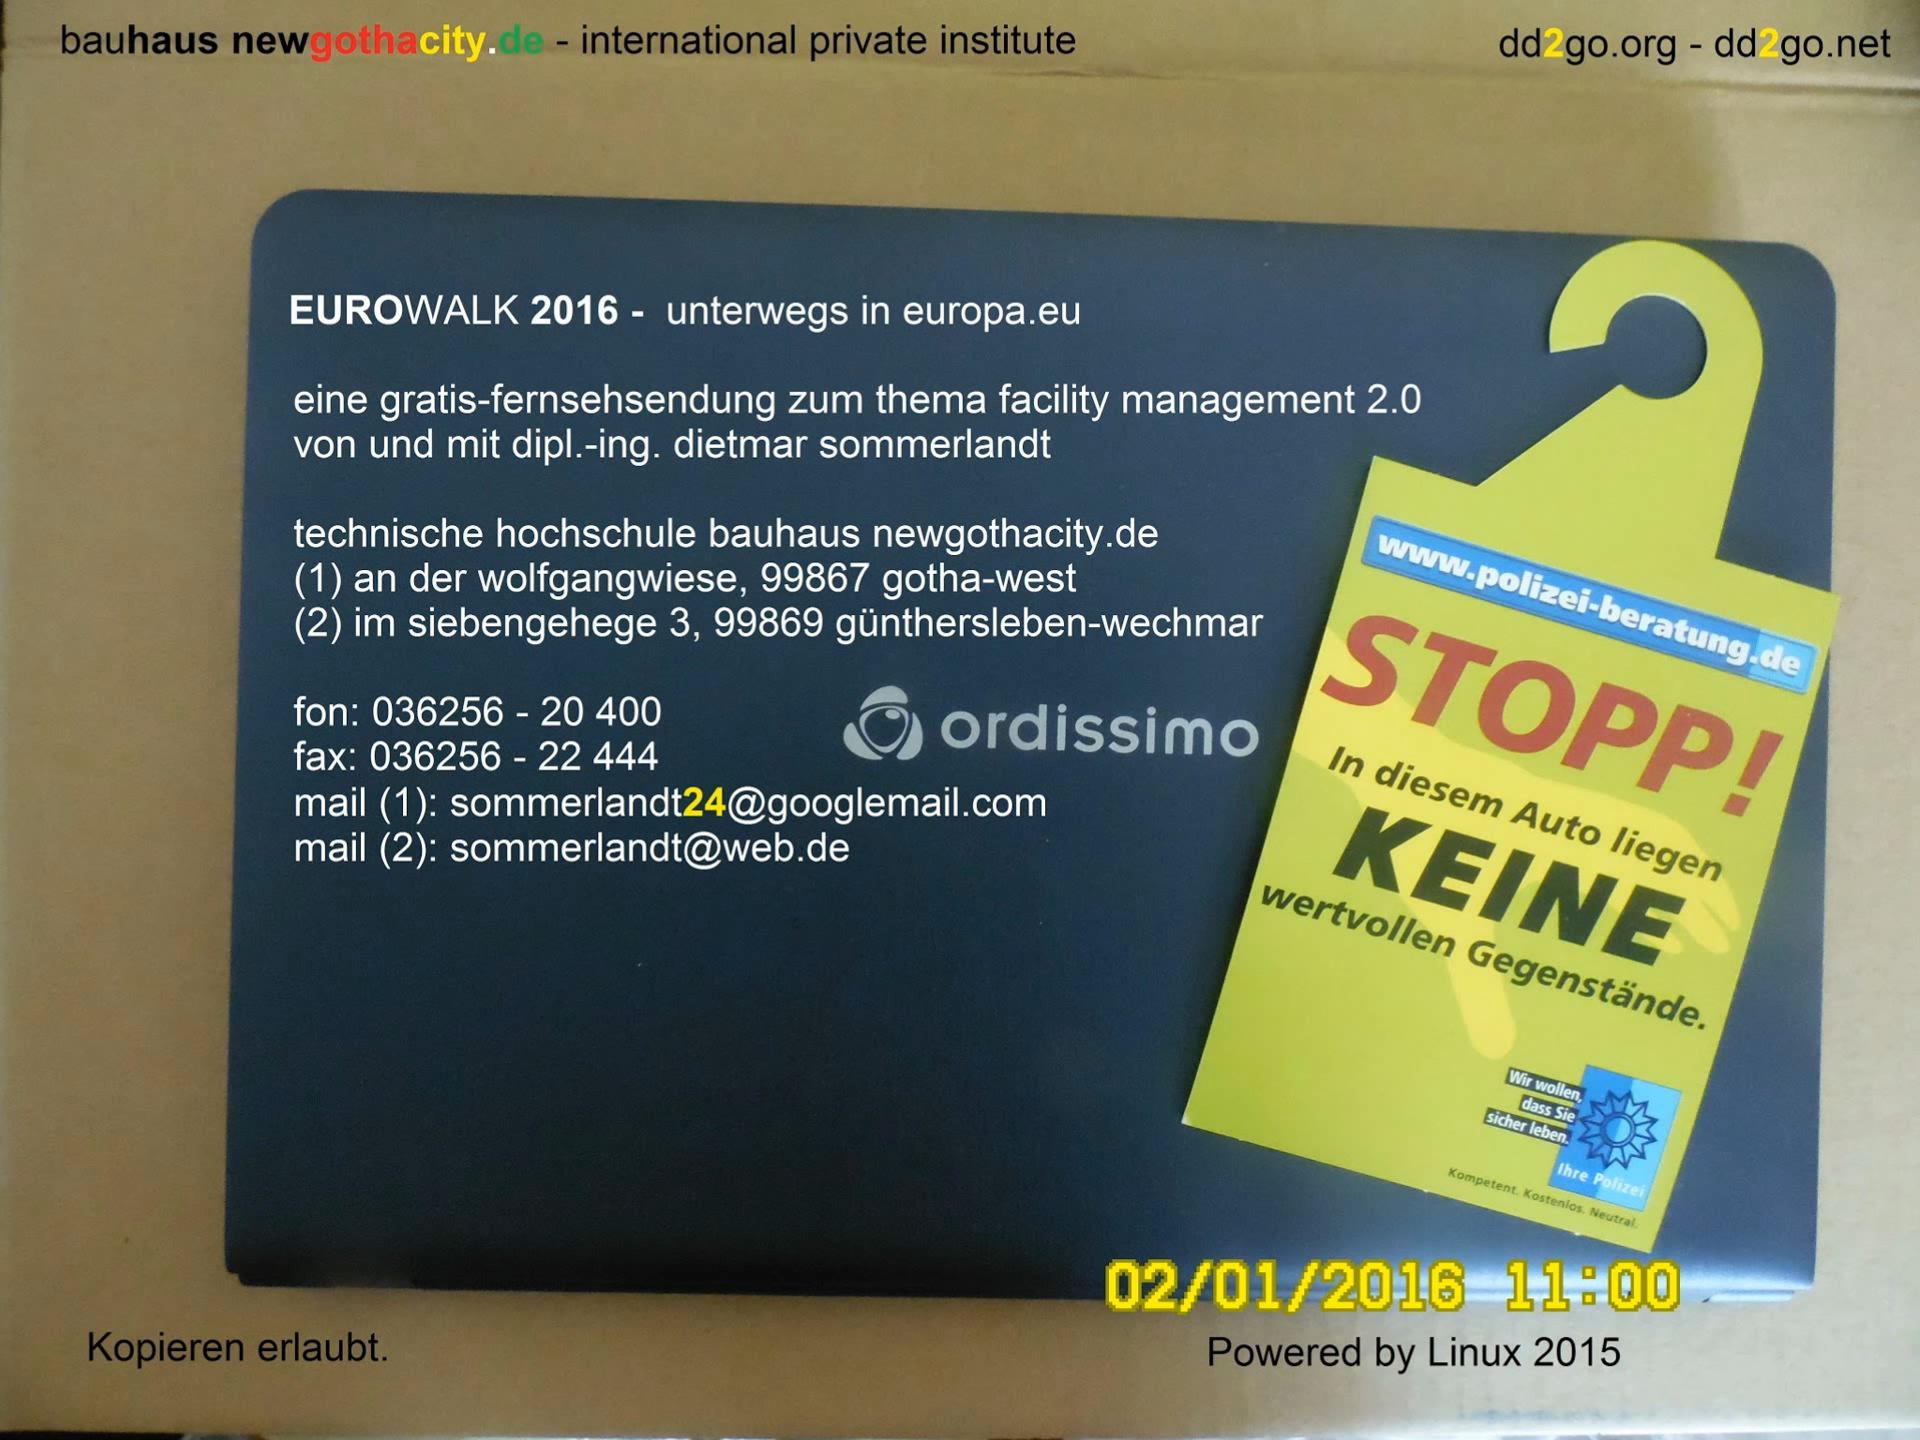 bauhaus newgothacity.de - international private institute
dd2go.org - dd2go.net
EUROWALK 2016 - unterwegs in europa.eu
eine gratis-fernsehsendung zum thema facility management 2.0
von und mit dipl.-ing. dietmar sommerlandt
technische hochschule bauhaus newgothacity.de
(1) an der wolfgangwiese, 99867 gotha-west
(2) im siebengehege 3, 99869 günthersleben-wechmar
fon: 036256 - 20 400
fax: 036256 - 22 444
mail (1): sommerlandt24@googlemail.com
mail (2): sommerlandt@web.de
ordissimo
www.polizei-beratung.de
STOPP!
In diesem Auto liegen
KEINE
wertvollen Gegenstände.
Wir wollen,
dass Sie
sicher leben.
Ihre Polizei
Kompetent. Kostenlos. Neutral.
02/01/2016 11:00
Kopieren erlaubt.
Powered by Linux 2015